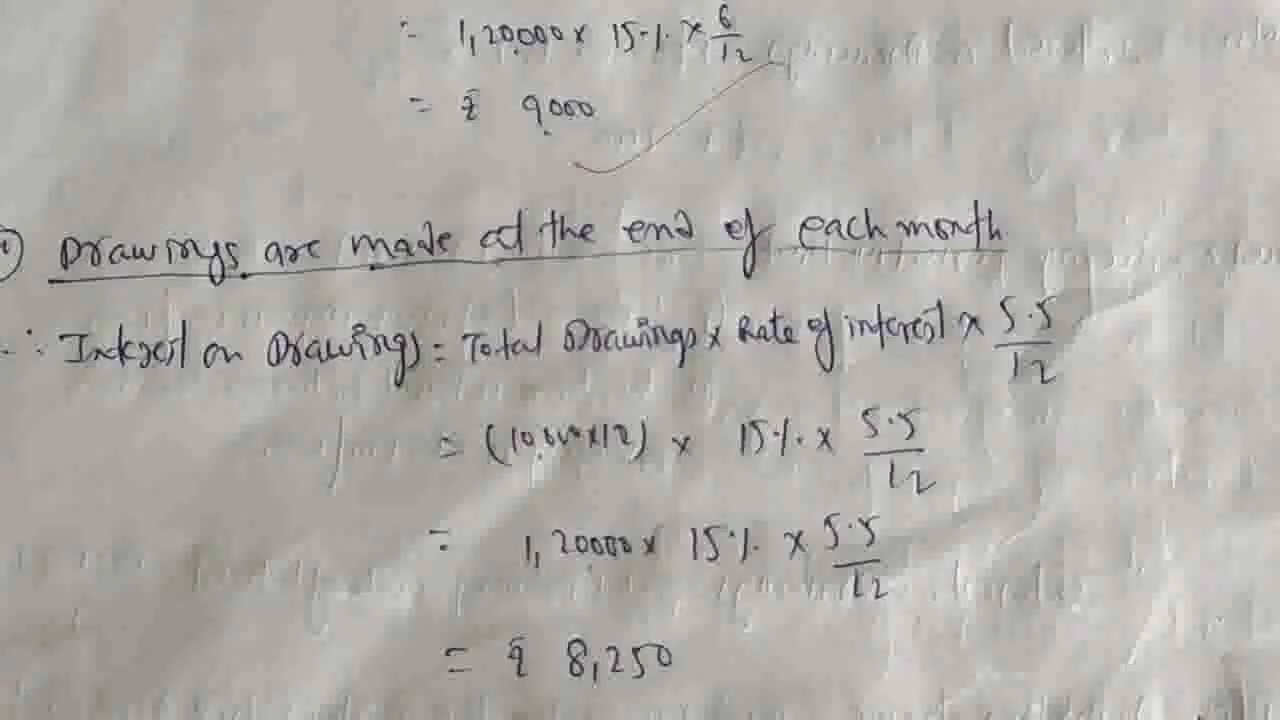 = 1,20,000 × 15% × 6/12
= ₹ 9000
Drawings are made at the end of each month.
∴ Interest on Drawings = Total Drawings × Rate of interest × 5.5/12
= (10,000×12) × 15% × 5.5/12
= 1,20000 × 15% × 5.5/12
= ₹ 8,250